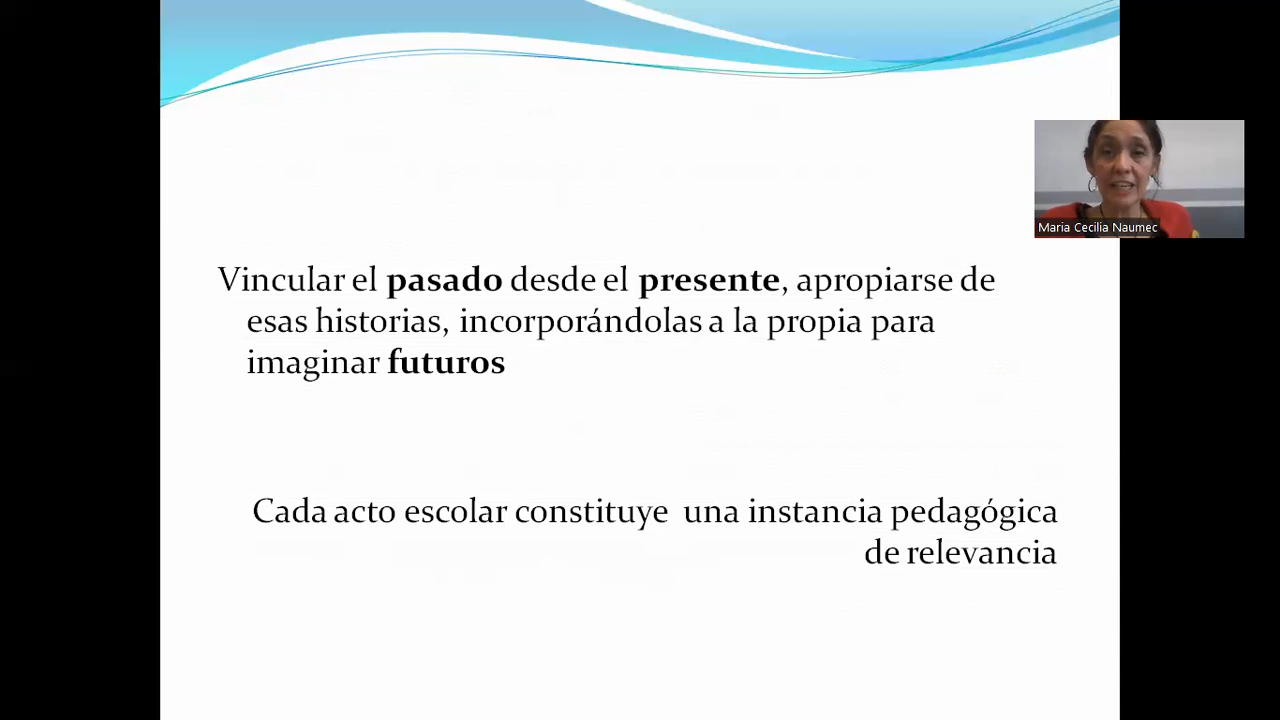 Vincular el pasado desde el presente, apropiarse de
esas historias, incorporándolas a la propia para
imaginar futuros
Cada acto escolar constituye una instancia pedagógica
de relevancia
Maria Cecilia Naumec